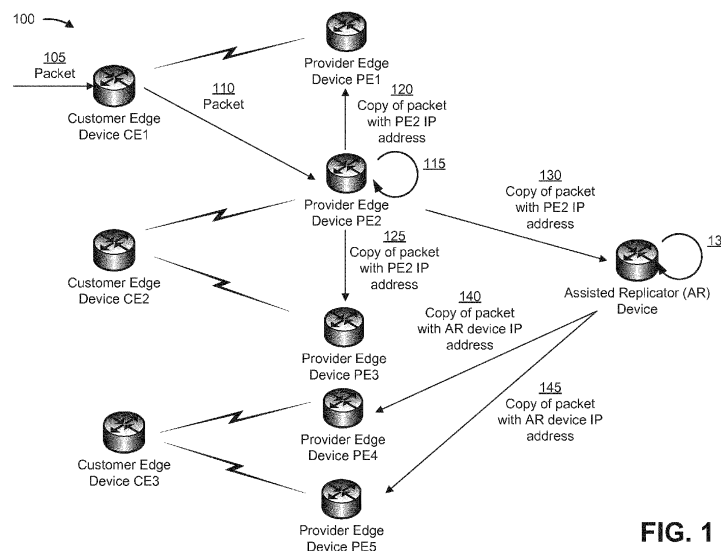 100
105
Packet
Customer Edge
Device CE1
110
Packet
Provider Edge
Device PE1
120
Copy of packet
with PE2 IP
address
115
Provider Edge
Device PE2
130
Copy of packet
with PE2 IP
address
125
Copy of packet
with PE2 IP
address
Customer Edge
Device CE2
13
Assisted Replicator (AR)
Device
140
Copy of packet
with AR device IP
address
Provider Edge
Device PE3
145
Copy of packet
with AR device IP
address
Provider Edge
Device PE4
Customer Edge
Device CE3
Provider Edge
Device PE5
FIG. 1